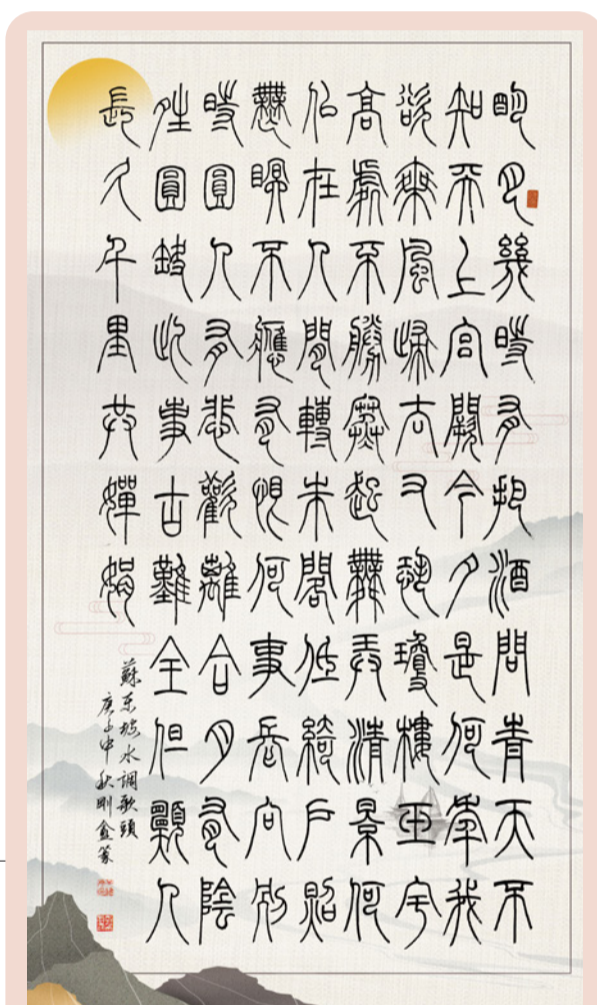 明月幾時有把酒問青天不
知天上宮闕今夕是何年我
欲乘風歸去又恐瓊樓玉宇
高處不勝寒起舞弄清景何
似在人間轉朱閣低綺戶照
無眠不應有恨何事長向別
時圓人有悲歡離合月有陰
晴圓缺此事古難全但願人
長久千里共嬋娟
蘇東坡水調歌頭
庚子中秋剛篆